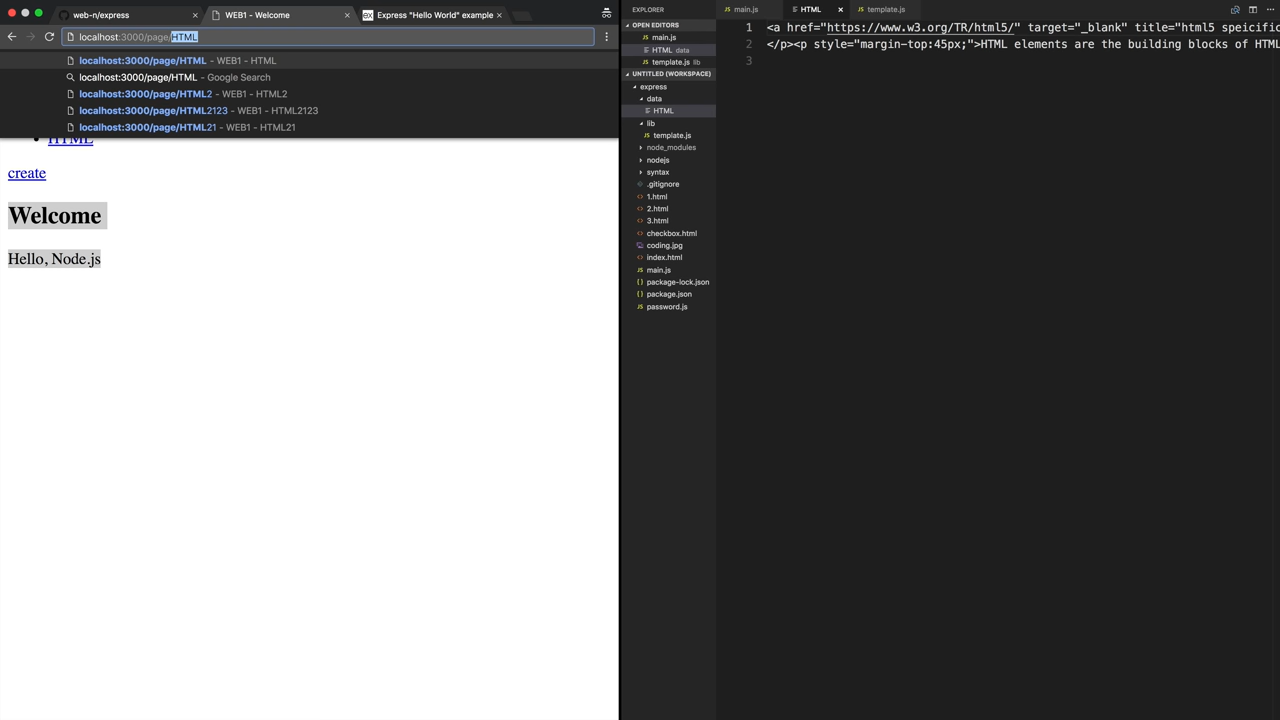 web-n/express
WEB1 - Welcome
Express "Hello World" example
localhost:3000/page/HTML
localhost:3000/page/HTML - WEB1 - HTML
localhost:3000/page/HTML - Google Search
localhost:3000/page/HTML2 - WEB1 - HTML2
localhost:3000/page/HTML2123 - WEB1 - HTML2123
localhost:3000/page/HTML21 - WEB1 - HTML21
HTML
create
Welcome
Hello, Node.js
EXPLORER
OPEN EDITORS
main.js
HTML data
template.js lib
UNTITLED (WORKSPACE)
express
data
HTML
lib
template.js
node_modules
nodejs
syntax
.gitignore
1.html
2.html
3.html
checkbox.html
coding.jpg
index.html
main.js
package-lock.json
package.json
password.js
main.js
HTML
template.js
1 <a href="https://www.w3.org/TR/html5/" target="_blank" title="html5 speicific
2 </p><p style="margin-top:45px;">HTML elements are the building blocks of HTML
3